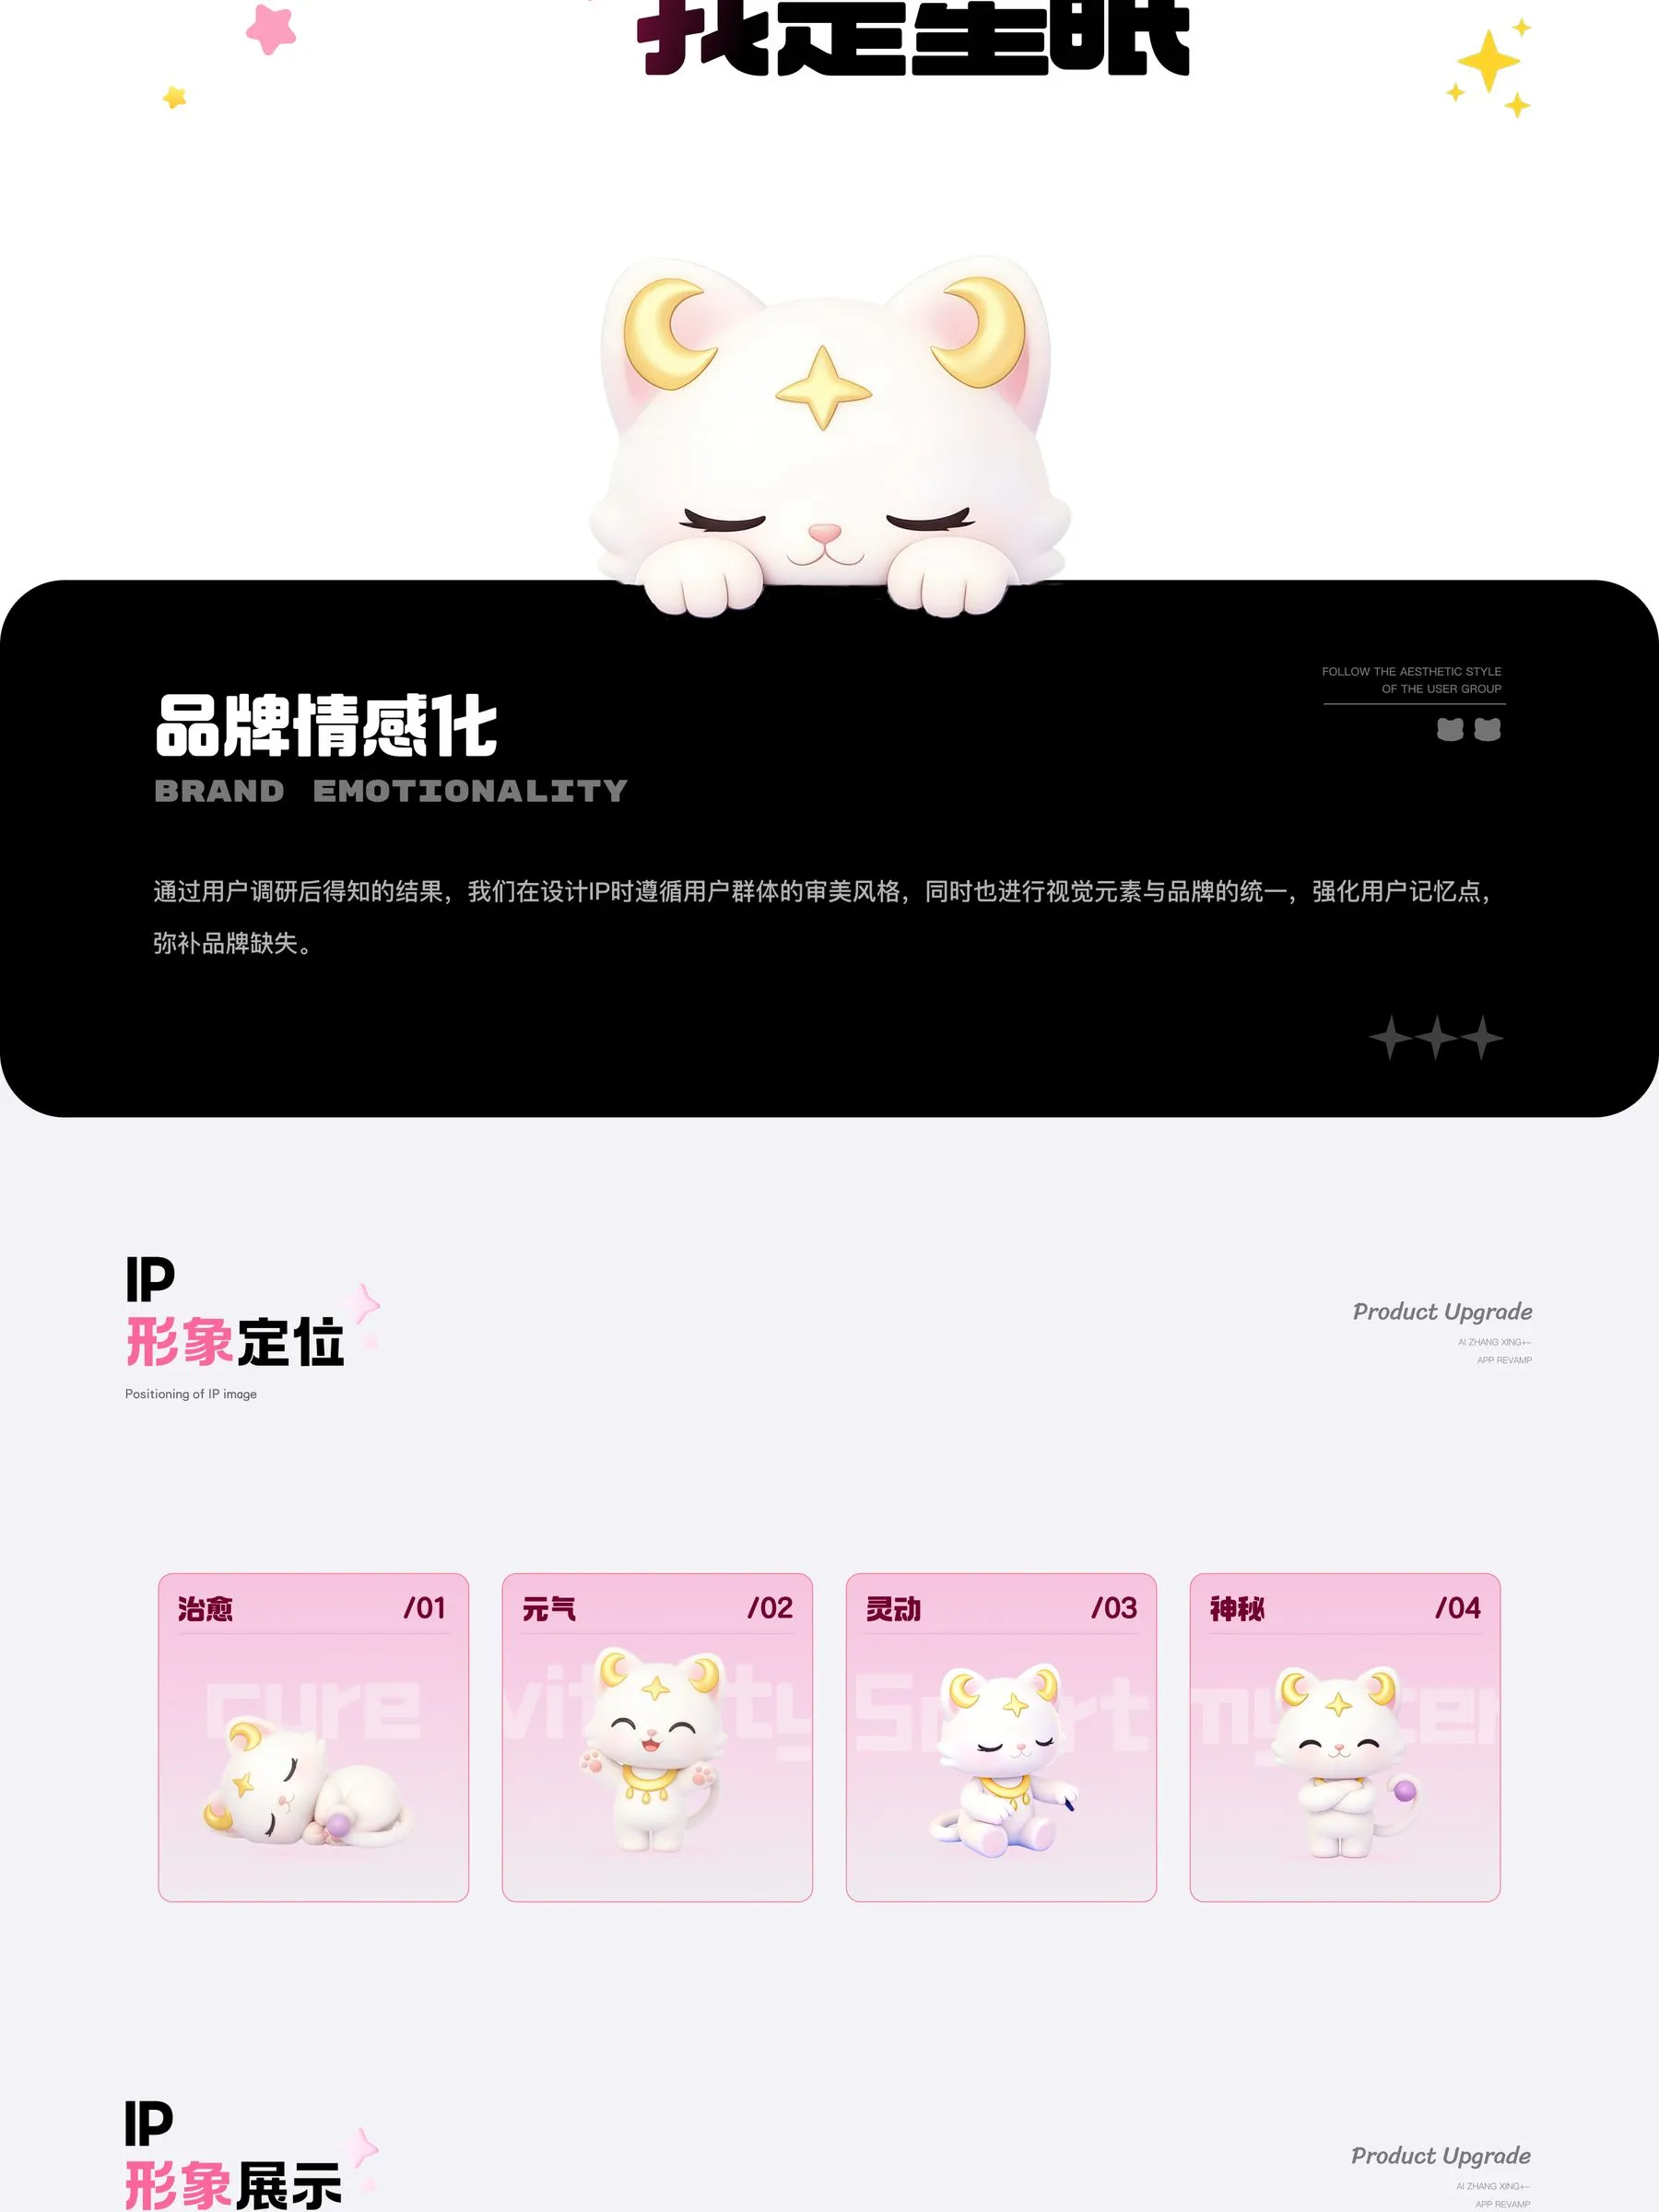 我是星眠
FOLLOW THE AESTHETIC STYLE
OF THE USER GROUP
品牌情感化
BRAND EMOTIONALITY
通过用户调研后得知的结果，我们在设计IP时遵循用户群体的审美风格，同时也进行视觉元素与品牌的统一，强化用户记忆点，
弥补品牌缺失。
IP
形象定位
Positioning of IP image
Product Upgrade
AI ZHANG XING+–
APP REVAMP
治愈 /01
cure
元气 /02
灵动 /03
神秘 /04
IP
形象展示
Product Upgrade
AI ZHANG XING+–
APP REVAMP